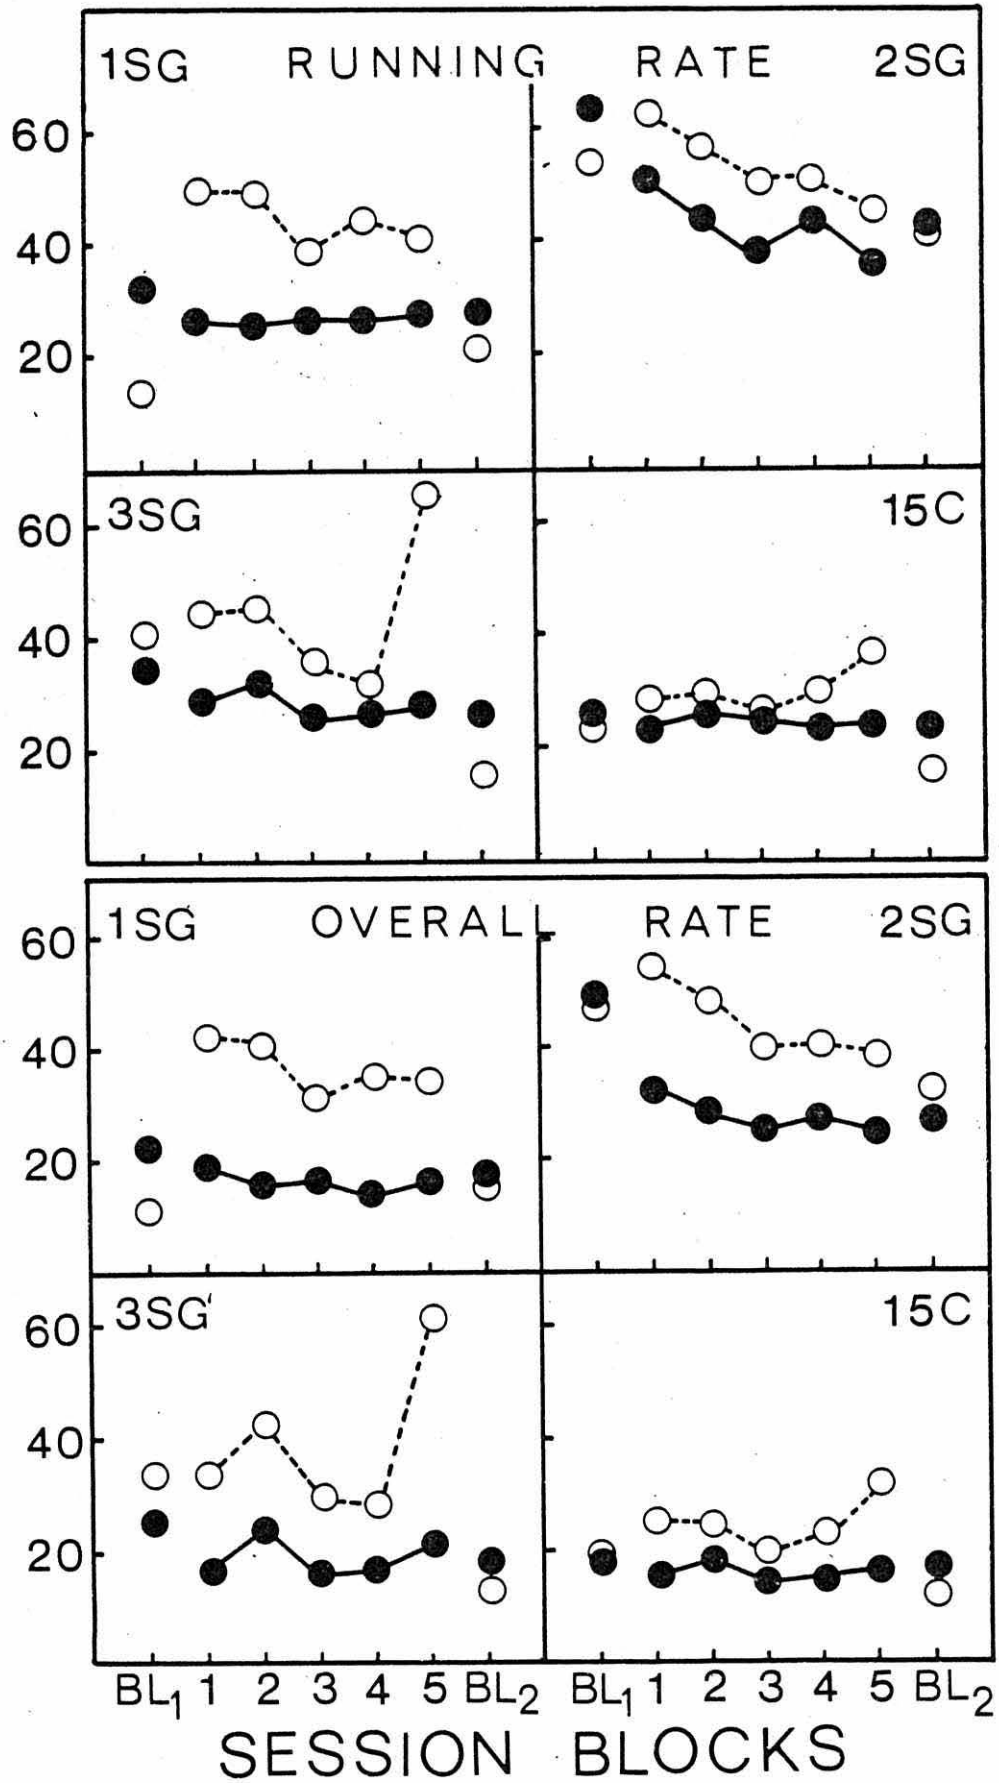 1SG RUNNING RATE 2SG
60
40
20
3SG 15C
60
40
20
1SG OVERALL RATE 2SG
60
40
20
3SG 15C
60
40
20
BL1 1 2 3 4 5 BL2 BL1 1 2 3 4 5 BL2
SESSION BLOCKS